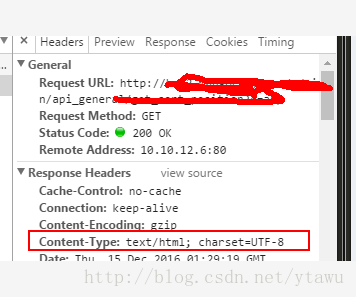 × Headers Preview Response Cookies Timing
▼ General
Request URL: http://
n/api_general/
Request Method: GET
Status Code: 200 OK
Remote Address: 10.10.12.6:80
▼ Response Headers view source
Cache-Control: no-cache
Connection: keep-alive
Content-Encoding: gzip
Content-Type: text/html; charset=UTF-8
Date: Thu, 15 Dec 2016 01:29:19 GMT
http://blog.csdn.net/ytawu